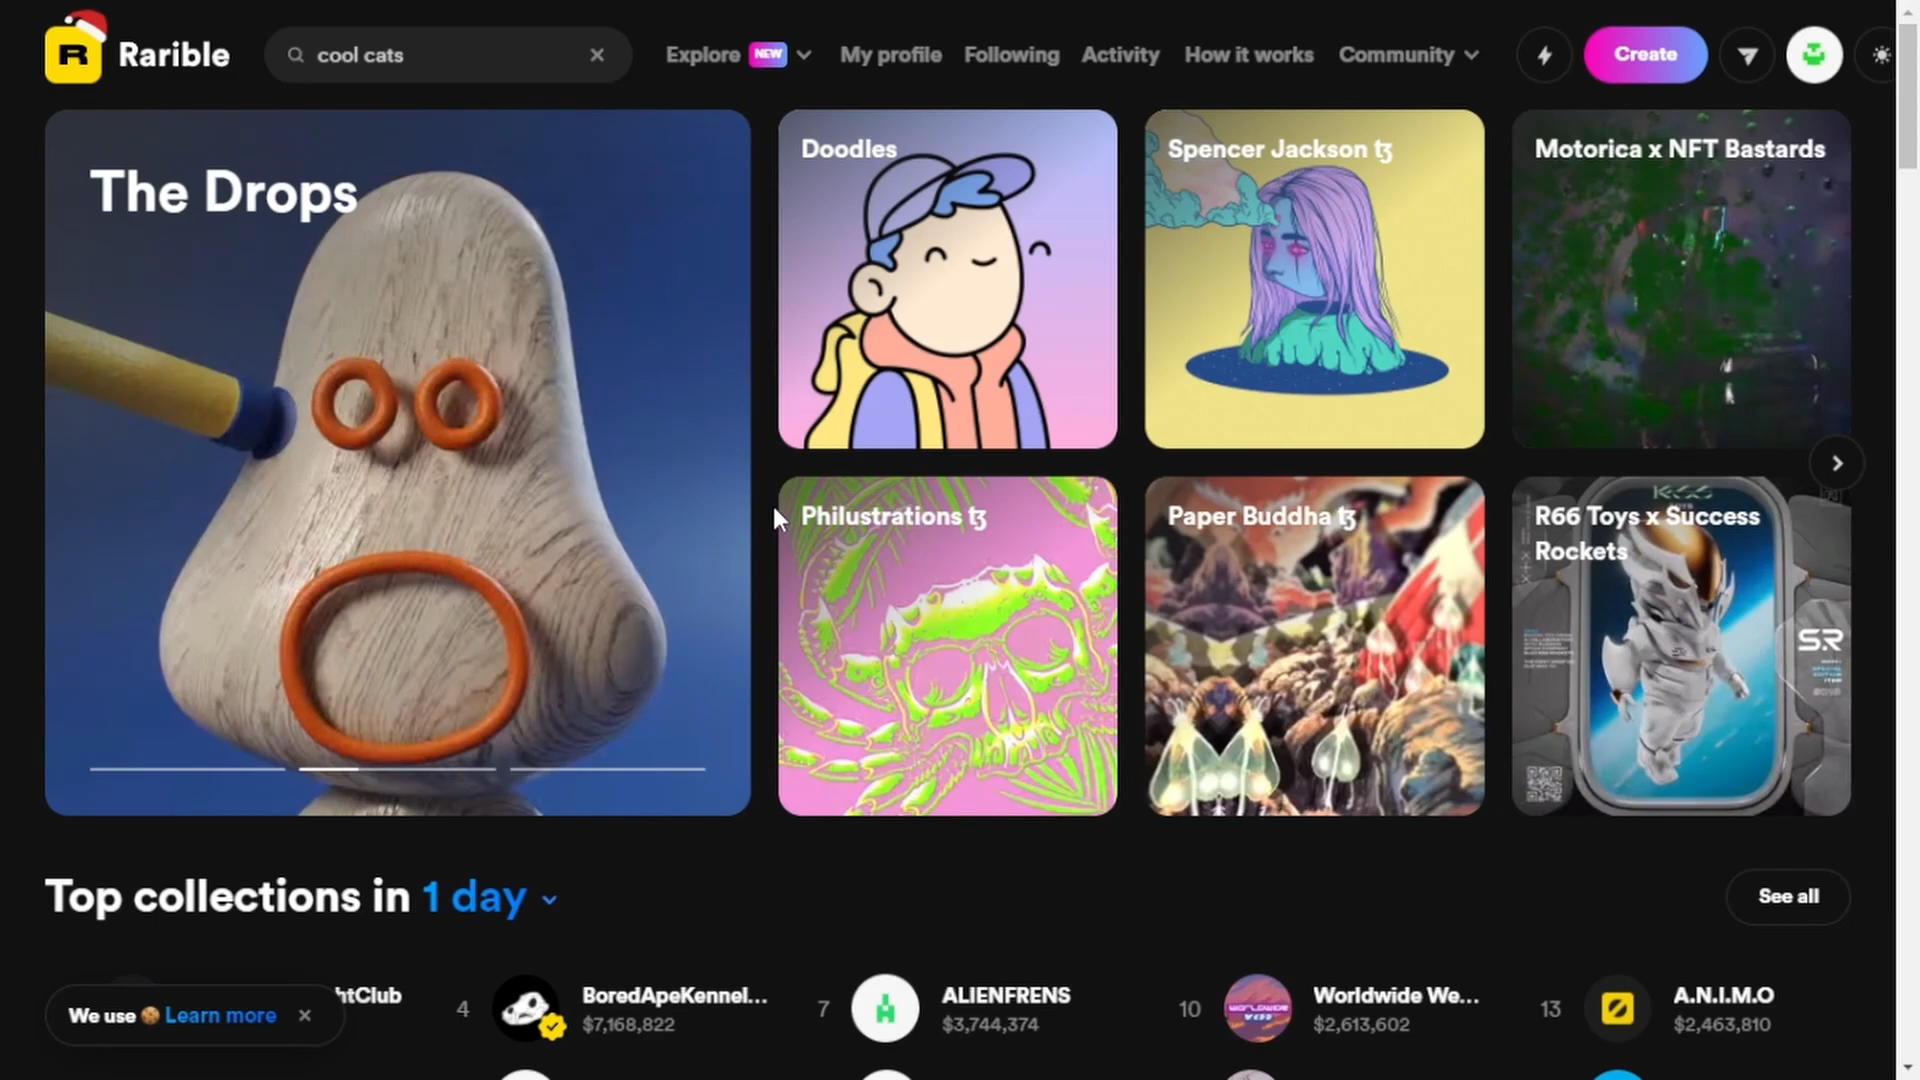 R Rarible cool cats Explore NEW My profile Following Activity How it works Community Create
The Drops
Doodles
Spencer Jackson ꜩ
Motorica x NFT Bastards
Philustrations ꜩ
Paper Buddha ꜩ
R66 Toys x Success
Rockets
SR
Top collections in 1 day
See all
htClub
4 BoredApeKennel...
$7,168,822
7 ALIENFRENS
$3,744,374
10 Worldwide We...
$2,613,602
13 A.N.I.M.O
$2,463,810
We use 🍪 Learn more